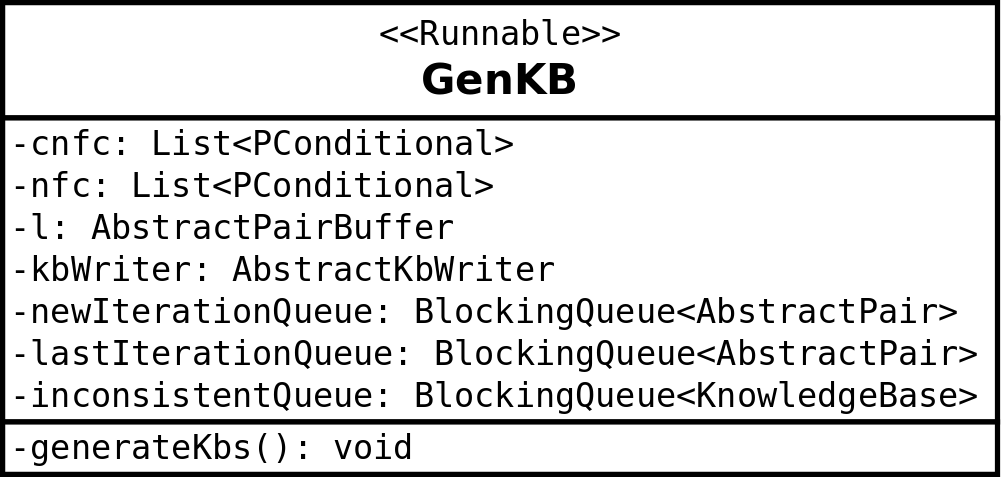 <<Runnable>>
GenKB
-cnfc: List<PConditional>
-nfc: List<PConditional>
-l: AbstractPairBuffer
-kbWriter: AbstractKbWriter
-newIterationQueue: BlockingQueue<AbstractPair>
-lastIterationQueue: BlockingQueue<AbstractPair>
-inconsistentQueue: BlockingQueue<KnowledgeBase>
-generateKbs(): void